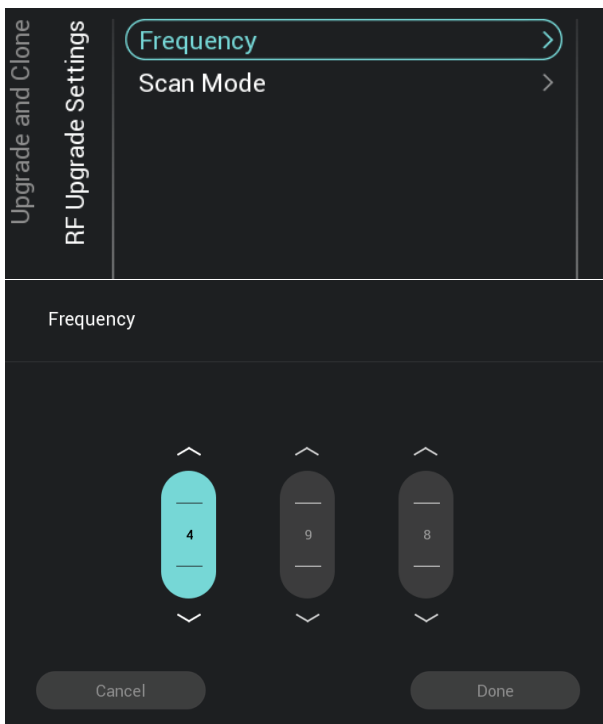 Upgrade and Clone
RF Upgrade Settings
Frequency
Scan Mode
Frequency
4 9 8
Cancel Done